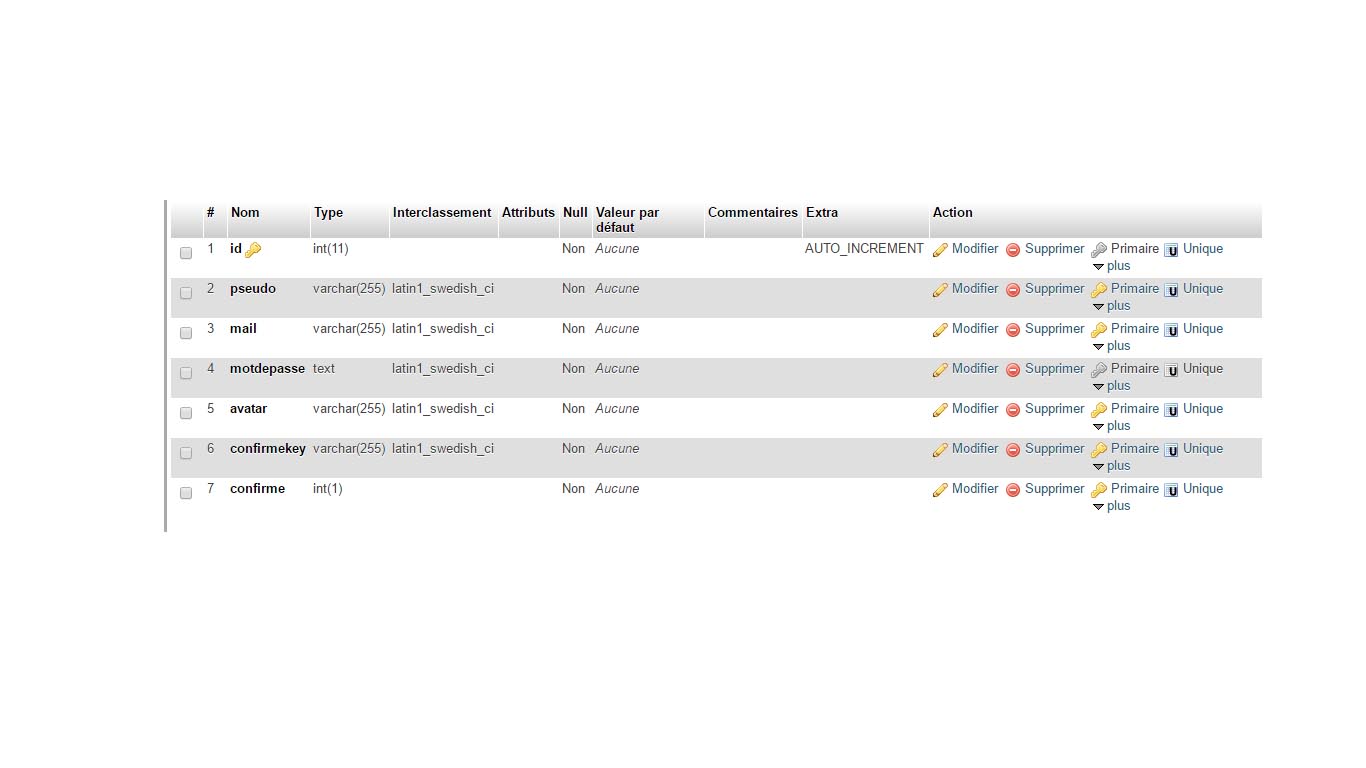 # Nom Type Interclassement Attributs Null Valeur par défaut Commentaires Extra Action
1 id int(11) Non Aucune AUTO_INCREMENT Modifier Supprimer Primaire Unique
plus
2 pseudo varchar(255) latin1_swedish_ci Non Aucune Modifier Supprimer Primaire Unique
plus
3 mail varchar(255) latin1_swedish_ci Non Aucune Modifier Supprimer Primaire Unique
plus
4 motdepasse text latin1_swedish_ci Non Aucune Modifier Supprimer Primaire Unique
plus
5 avatar varchar(255) latin1_swedish_ci Non Aucune Modifier Supprimer Primaire Unique
plus
6 confirmekey varchar(255) latin1_swedish_ci Non Aucune Modifier Supprimer Primaire Unique
plus
7 confirme int(1) Non Aucune Modifier Supprimer Primaire Unique
plus